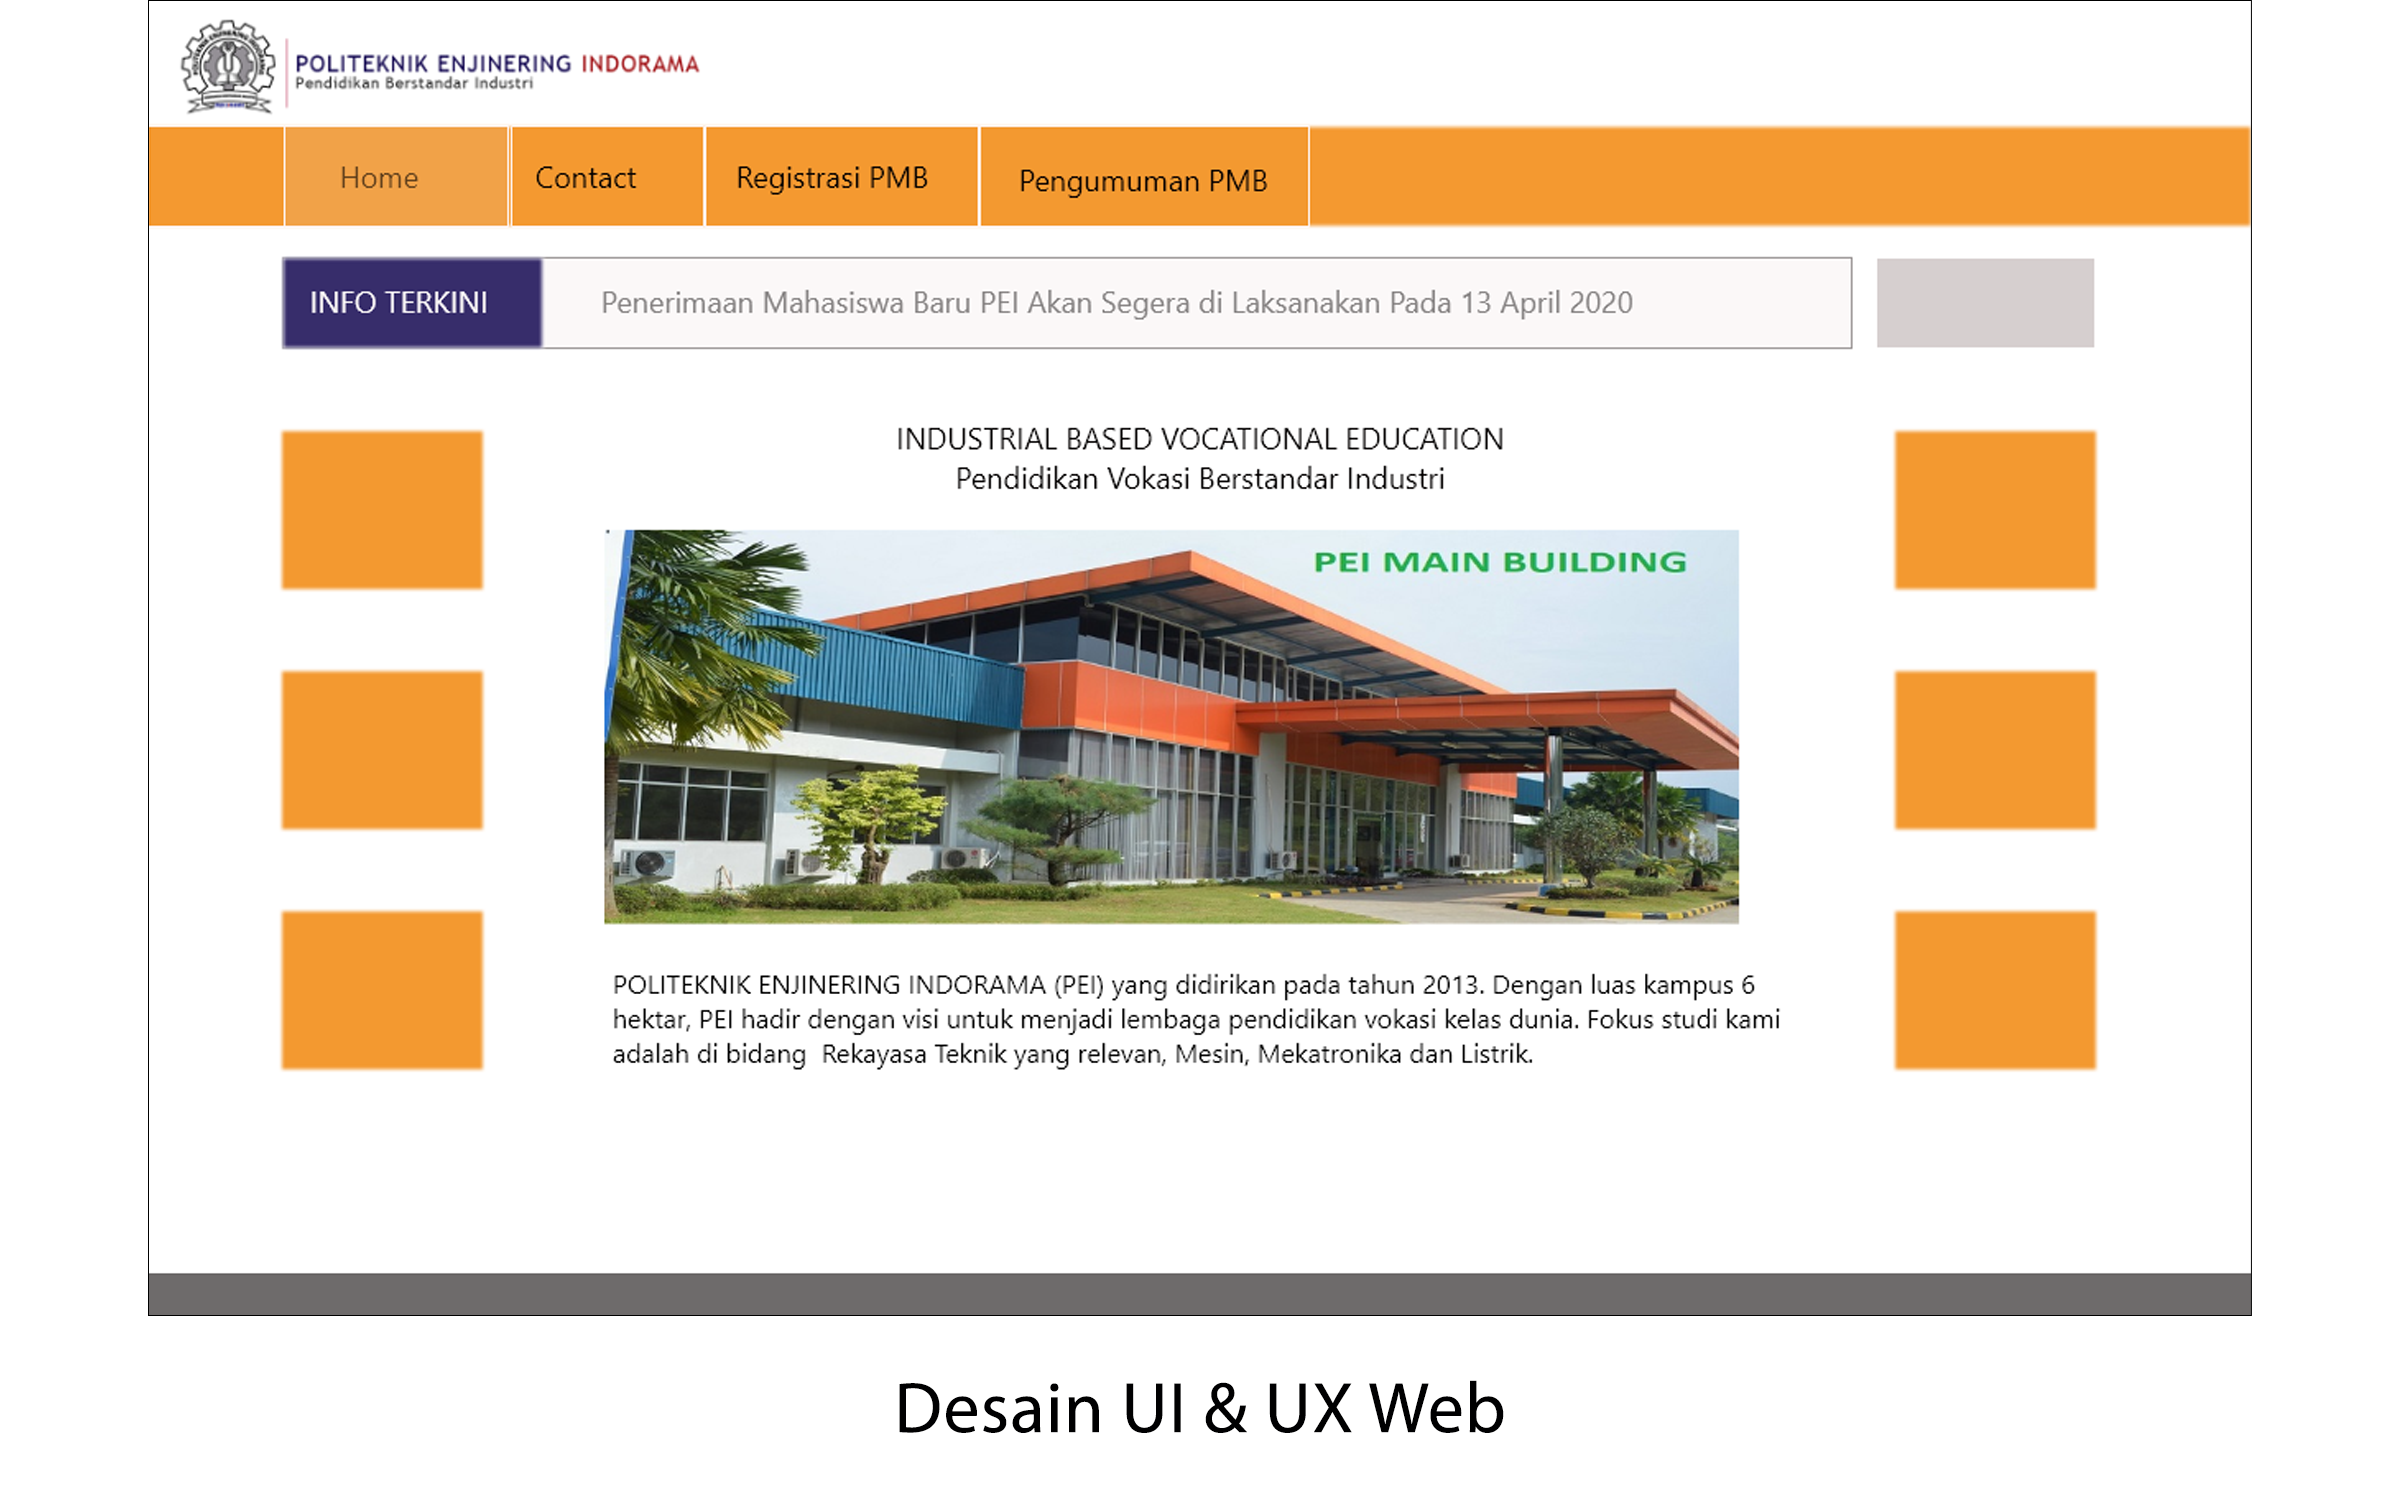 POLITEKNIK ENJINERING INDORAMA
Pendidikan Berstandar Industri
Home
Contact
Registrasi PMB
Pengumuman PMB
INFO TERKINI
Penerimaan Mahasiswa Baru PEI Akan Segera di Laksanakan Pada 13 April 2020
INDUSTRIAL BASED VOCATIONAL EDUCATION
Pendidikan Vokasi Berstandar Industri
PEI MAIN BUILDING
POLITEKNIK ENJINERING INDORAMA (PEI) yang didirikan pada tahun 2013. Dengan luas kampus 6
hektar, PEI hadir dengan visi untuk menjadi lembaga pendidikan vokasi kelas dunia. Fokus studi kami
adalah di bidang  Rekayasa Teknik yang relevan, Mesin, Mekatronika dan Listrik.
Desain UI & UX Web